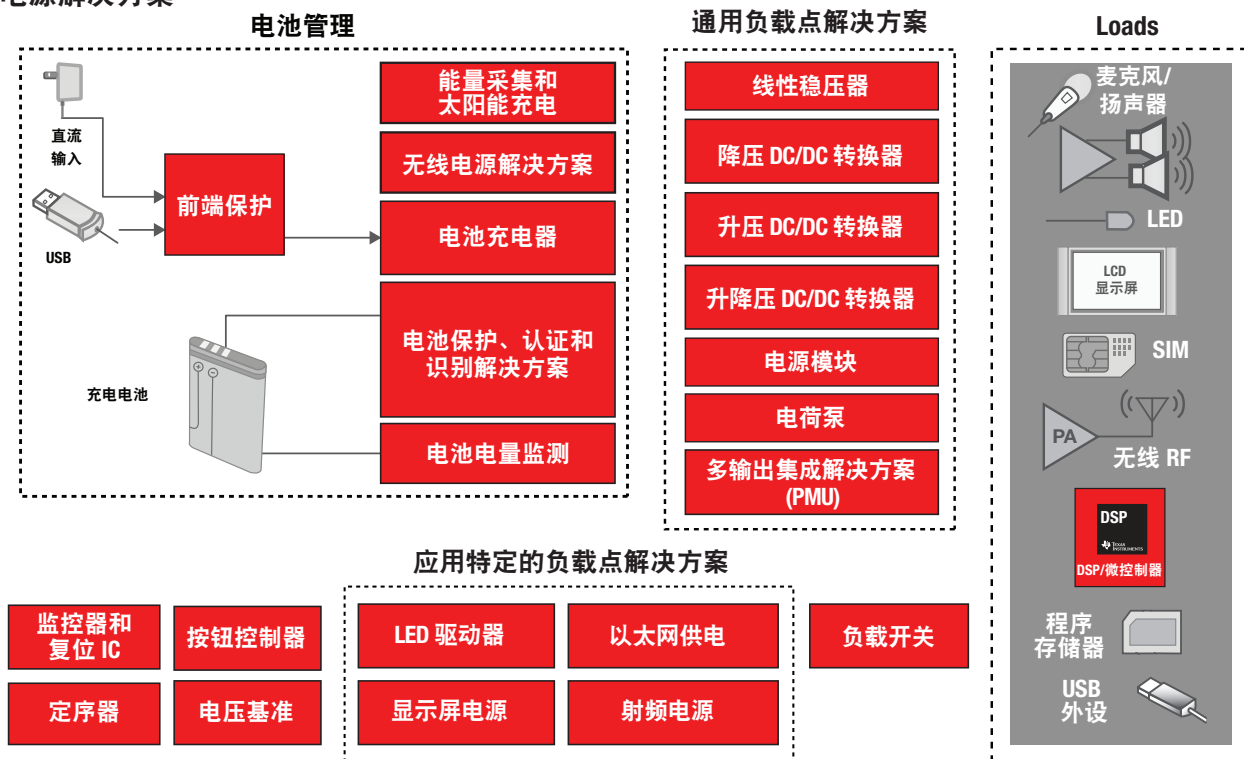 电池管理
直流
输入
USB
前端保护
能量采集和
太阳能充电
无线电源解决方案
电池充电器
电池保护、认证和
识别解决方案
充电电池
电池电量监测
通用负载点解决方案
线性稳压器
降压 DC/DC 转换器
升压 DC/DC 转换器
升降压 DC/DC 转换器
电源模块
电荷泵
多输出集成解决方案
(PMU)
Loads
麦克风/
扬声器
LED
LCD
显示屏
SIM
PA
无线 RF
DSP
TEXAS
INSTRUMENTS
DSP/微控制器
程序
存储器
USB
外设
应用特定的负载点解决方案
监控器和
复位 IC
按钮控制器
LED 驱动器
以太网供电
负载开关
定序器
电压基准
显示屏电源
射频电源